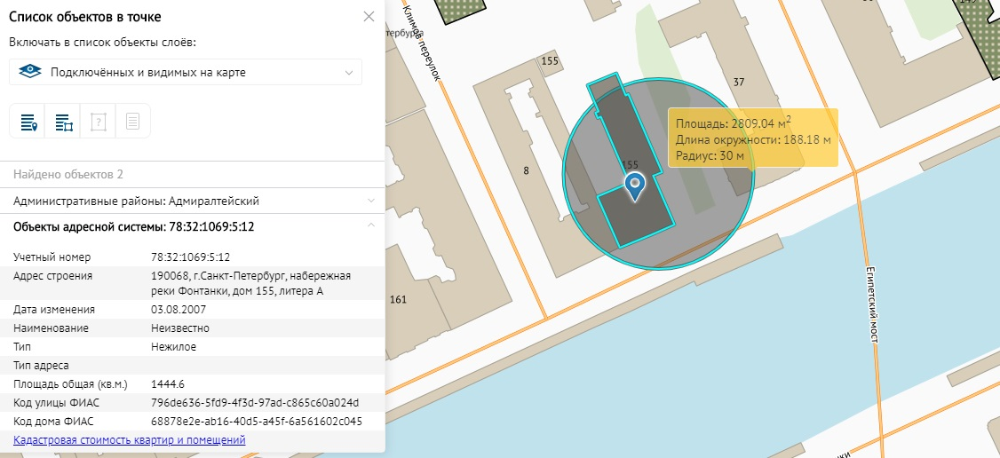 Список объектов в точке
Включать в список объекты слоёв:
Подключённых и видимых на карте
Найдено объектов 2
Административные районы: Адмиралтейский
Объекты адресной системы: 78:32:1069:5:12
Учетный номер 78:32:1069:5:12
Адрес строения 190068, г.Санкт-Петербург, набережная
реки Фонтанки, дом 155, литера А
Дата изменения 03.08.2007
Наименование Неизвестно
Тип Нежилое
Тип адреса
Площадь общая (кв.м.) 1444.6
Код улицы ФИАС 796de636-5fd9-4f3d-97ad-c865c60a024d
Код дома ФИАС 68878e2e-ab16-40d5-a45f-6a561602c045
Кадастровая стоимость квартир и помещений
тербурга
Климов переулок
155
37
Площадь: 2809.04 м²
Длина окружности: 188.18 м
Радиус: 30 м
155
8
161
Египетский мост